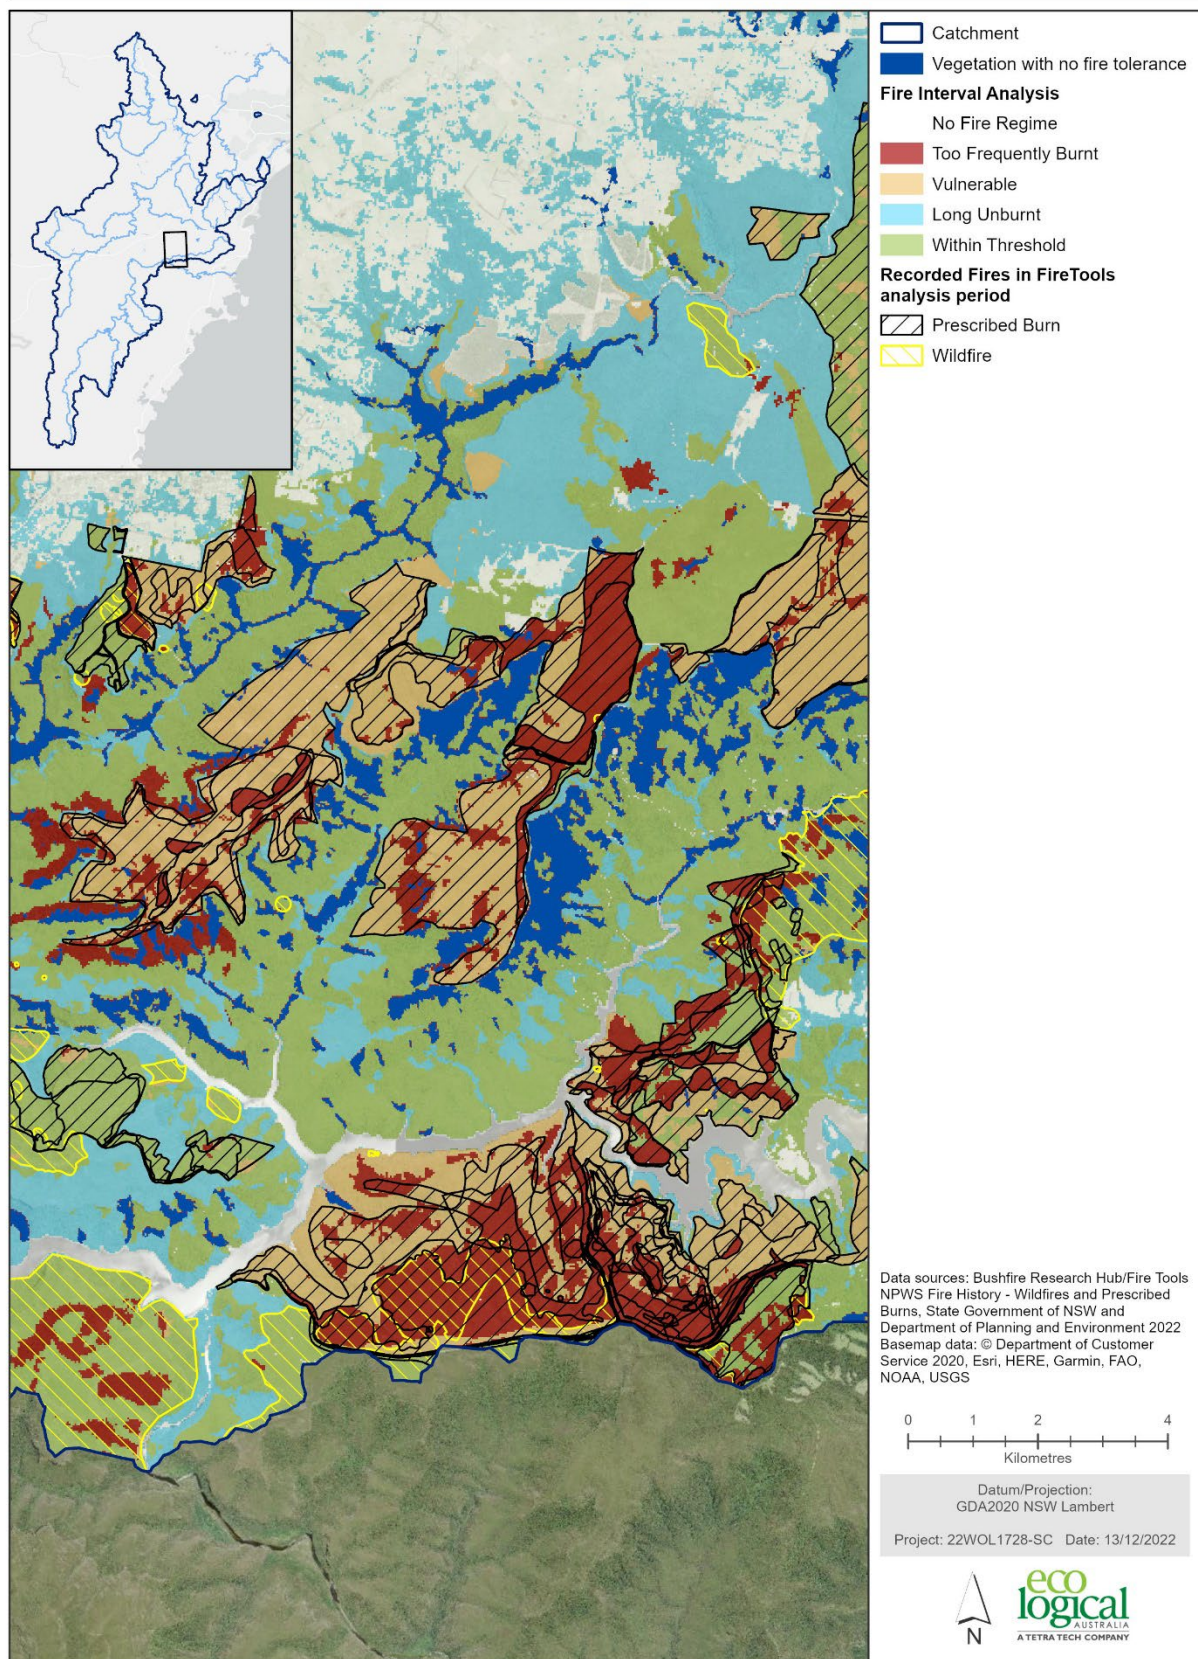 Catchment
Vegetation with no fire tolerance
Fire Interval Analysis
No Fire Regime
Too Frequently Burnt
Vulnerable
Long Unburnt
Within Threshold
Recorded Fires in FireTools
analysis period
Prescribed Burn
Wildfire
Data sources: Bushfire Research Hub/Fire Tools
NPWS Fire History - Wildfires and Prescribed
Burns, State Government of NSW and
Department of Planning and Environment 2022
Basemap data: © Department of Customer
Service 2020, Esri, HERE, Garmin, FAO,
NOAA, USGS
0 1 2 4
Kilometres
Datum/Projection:
GDA2020 NSW Lambert
Project: 22WOL1728-SC Date: 13/12/2022
N
eco
logical
AUSTRALIA
A TETRA TECH COMPANY